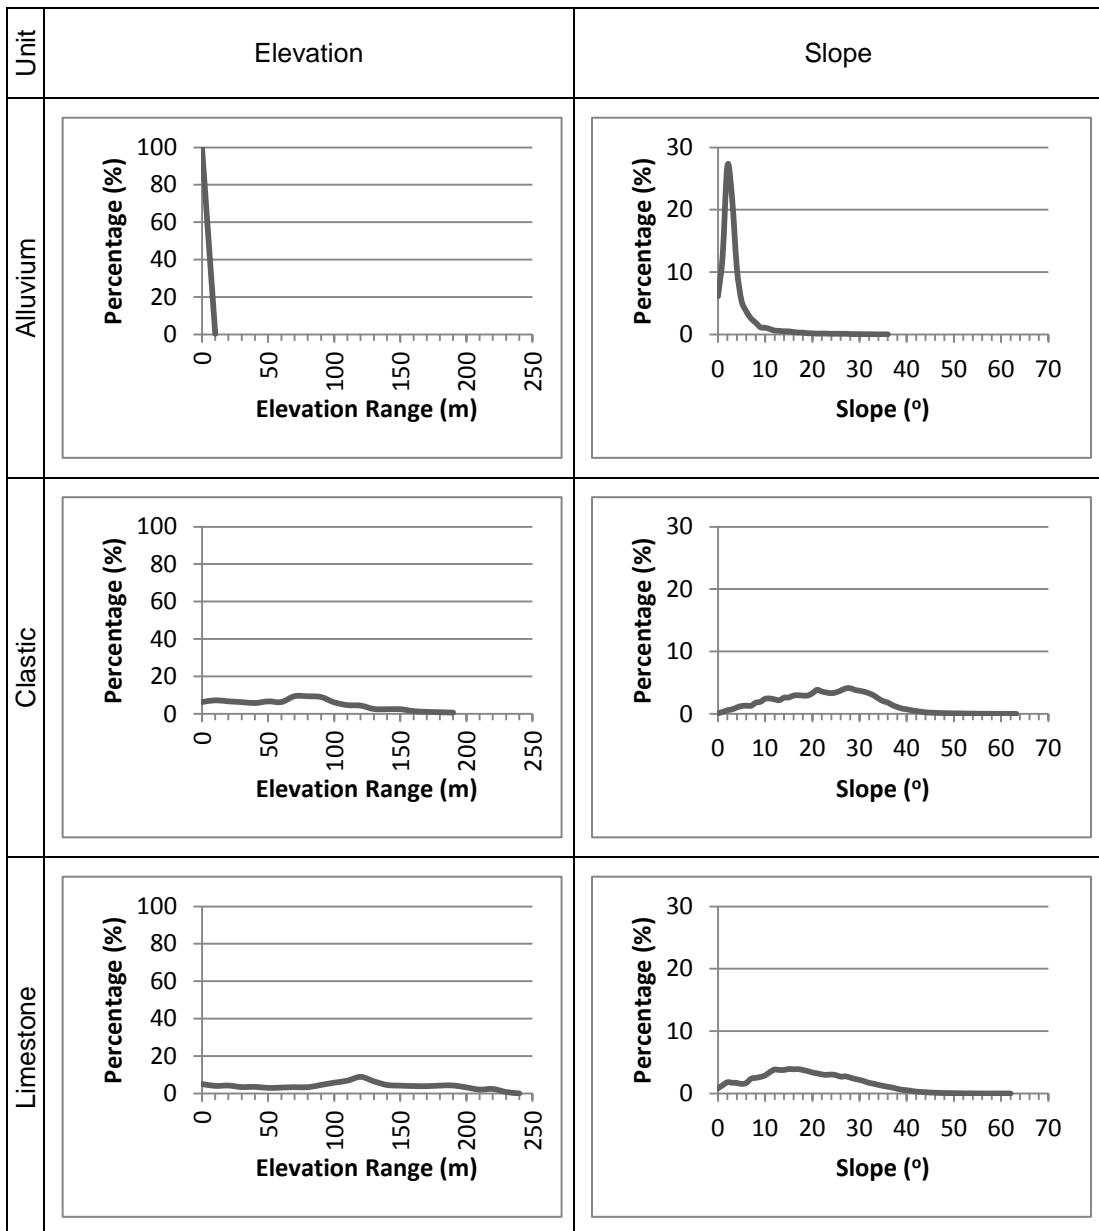 Unit
Elevation
Slope
Alluvium
Percentage (%)
100
80
60
40
20
0
0
50
100
150
200
250
Elevation Range (m)
Percentage (%)
30
20
10
0
0 10 20 30 40 50 60 70
Slope (º)
Clastic
Percentage (%)
100
80
60
40
20
0
0
50
100
150
200
250
Elevation Range (m)
Percentage (%)
30
20
10
0
0 10 20 30 40 50 60 70
Slope (º)
Limestone
Percentage (%)
100
80
60
40
20
0
0
50
100
150
200
250
Elevation Range (m)
Percentage (%)
30
20
10
0
0 10 20 30 40 50 60 70
Slope (º)